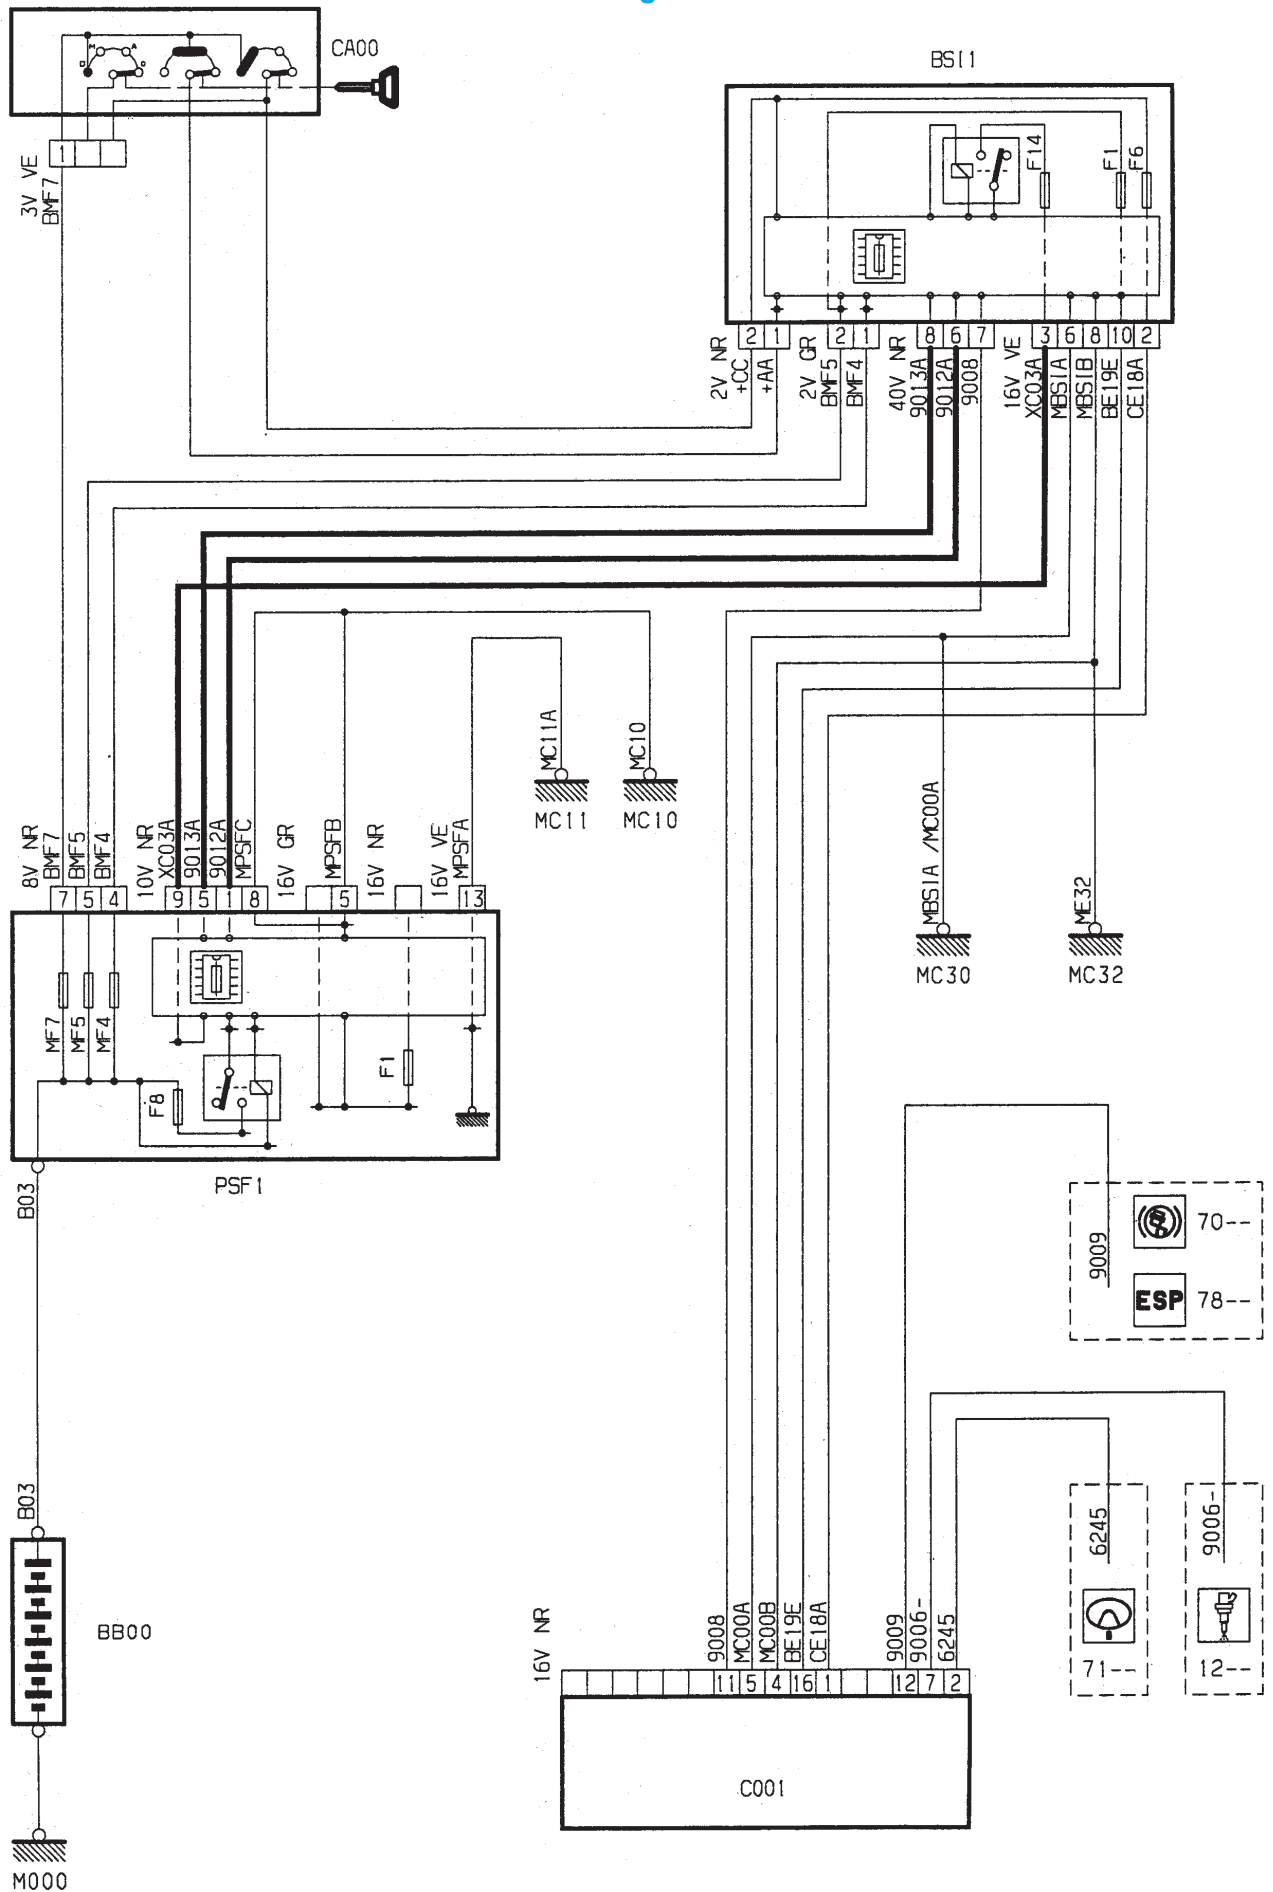 CA00
M A
D D
1
3V VE
BMF7
BSI1
F14
F1
F6
2 1 2 1 8 6 7 3 6 8 10 2
2V NR
+CC
+AA
2V GR
BMF5
BMF4
40V NR
9013A
9012A
9008
16V VE
XC03A
MBSIA
MBSIB
BE19E
CE18A
MC11A
MC10
MC11
MC10
MBSIA /MC00A
ME32
MC30
MC32
8V NR
BMF7
BMF5
BMF4
10V NR
XC03A
9013A
9012A
MPSFC
16V GR
MPSFB
16V NR
16V VE
MPSFA
7 5 4 9 5 1 8 5 13
MF7
MF5
MF4
F8
F1
PSF1
B03
B03
BB00
M000
9009
70--
ESP 78--
6245
9006-
71--
12--
16V NR
9008
MC00A
MC00B
BE19E
CE18A
9009
9006-
6245
11 5 4 16 1 12 7 2
C001